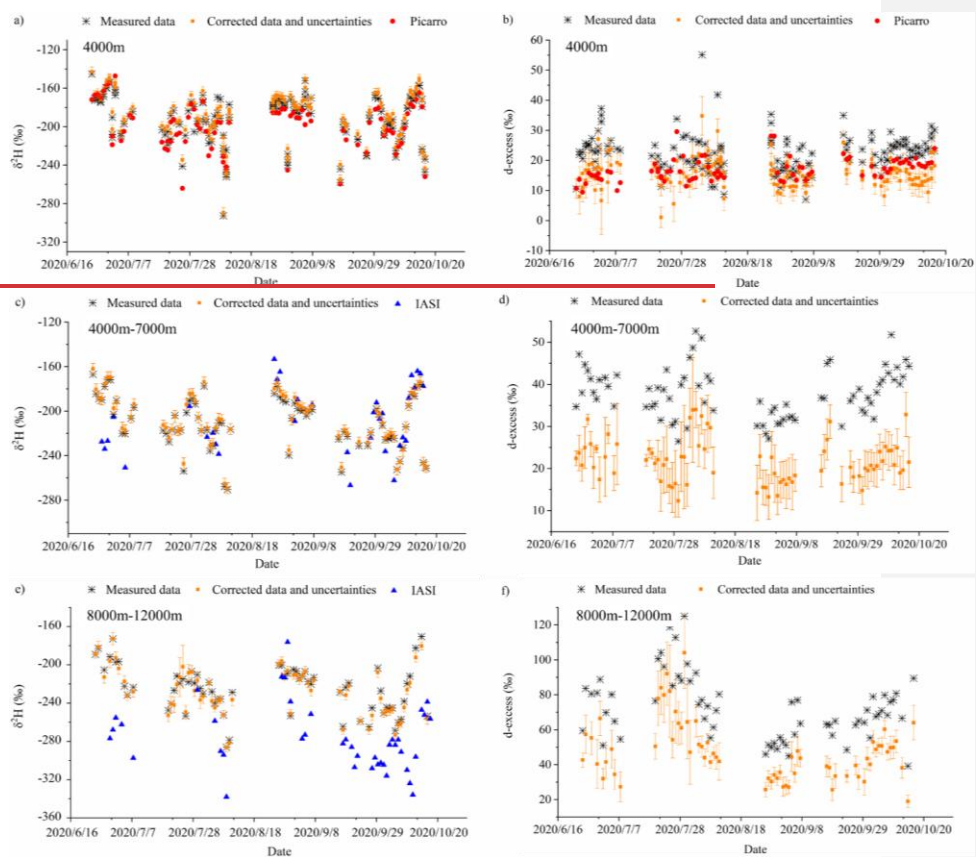 a) Measured data Corrected data and uncertainties Picarro
4000m
-120
-160
-200
-240
-280
-320
δ²H (‰)
2020/6/16 2020/7/7 2020/7/28 2020/8/18 2020/9/8 2020/9/29 2020/10/20
Date
b) Measured data Corrected data and uncertainties Picarro
4000m
60
50
40
30
20
10
0
-10
d-excess (‰)
2020/6/16 2020/7/7 2020/7/28 2020/8/18 2020/9/8 2020/9/29 2020/10/20
Date
c) Measured data Corrected data and uncertainties IASI
4000m-7000m
-120
-160
-200
-240
-280
δ²H (‰)
2020/6/16 2020/7/7 2020/7/28 2020/8/18 2020/9/8 2020/9/29 2020/10/20
Date
d) Measured data Corrected data and uncertainties
4000m-7000m
50
40
30
20
10
d-excess (‰)
2020/6/16 2020/7/7 2020/7/28 2020/8/18 2020/9/8 2020/9/29 2020/10/20
Date
e) Measured data Corrected data and uncertainties IASI
8000m-12000m
-160
-200
-240
-280
-320
-360
δ²H (‰)
2020/6/16 2020/7/7 2020/7/28 2020/8/18 2020/9/8 2020/9/29 2020/10/20
Date
f) Measured data Corrected data and uncertainties
8000m-12000m
120
100
80
60
40
20
d-excess (‰)
2020/6/16 2020/7/7 2020/7/28 2020/8/18 2020/9/8 2020/9/29 2020/10/20
Date